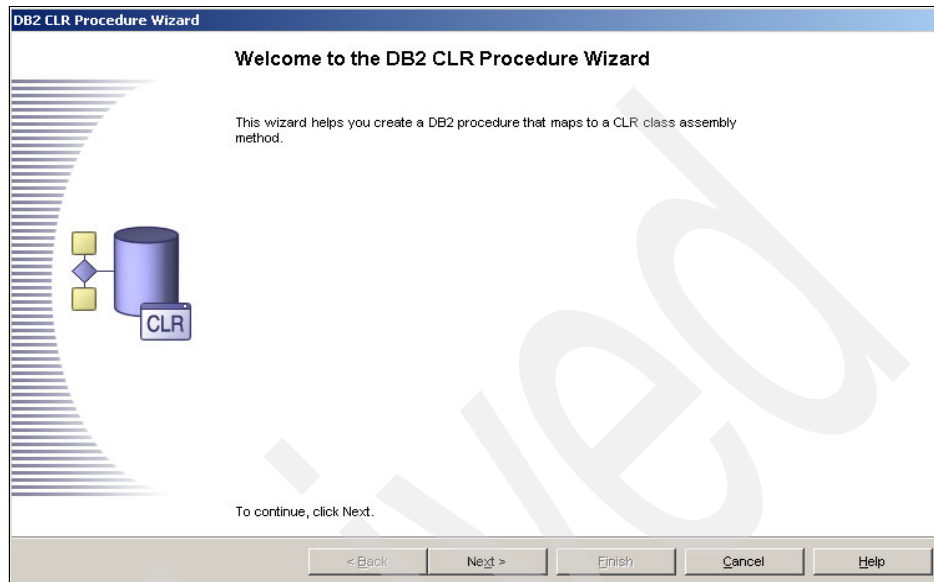 DB2 CLR Procedure Wizard
Welcome to the DB2 CLR Procedure Wizard
This wizard helps you create a DB2 procedure that maps to a CLR class assembly
method.
CLR
To continue, click Next.
< Back Next > Finish Cancel Help